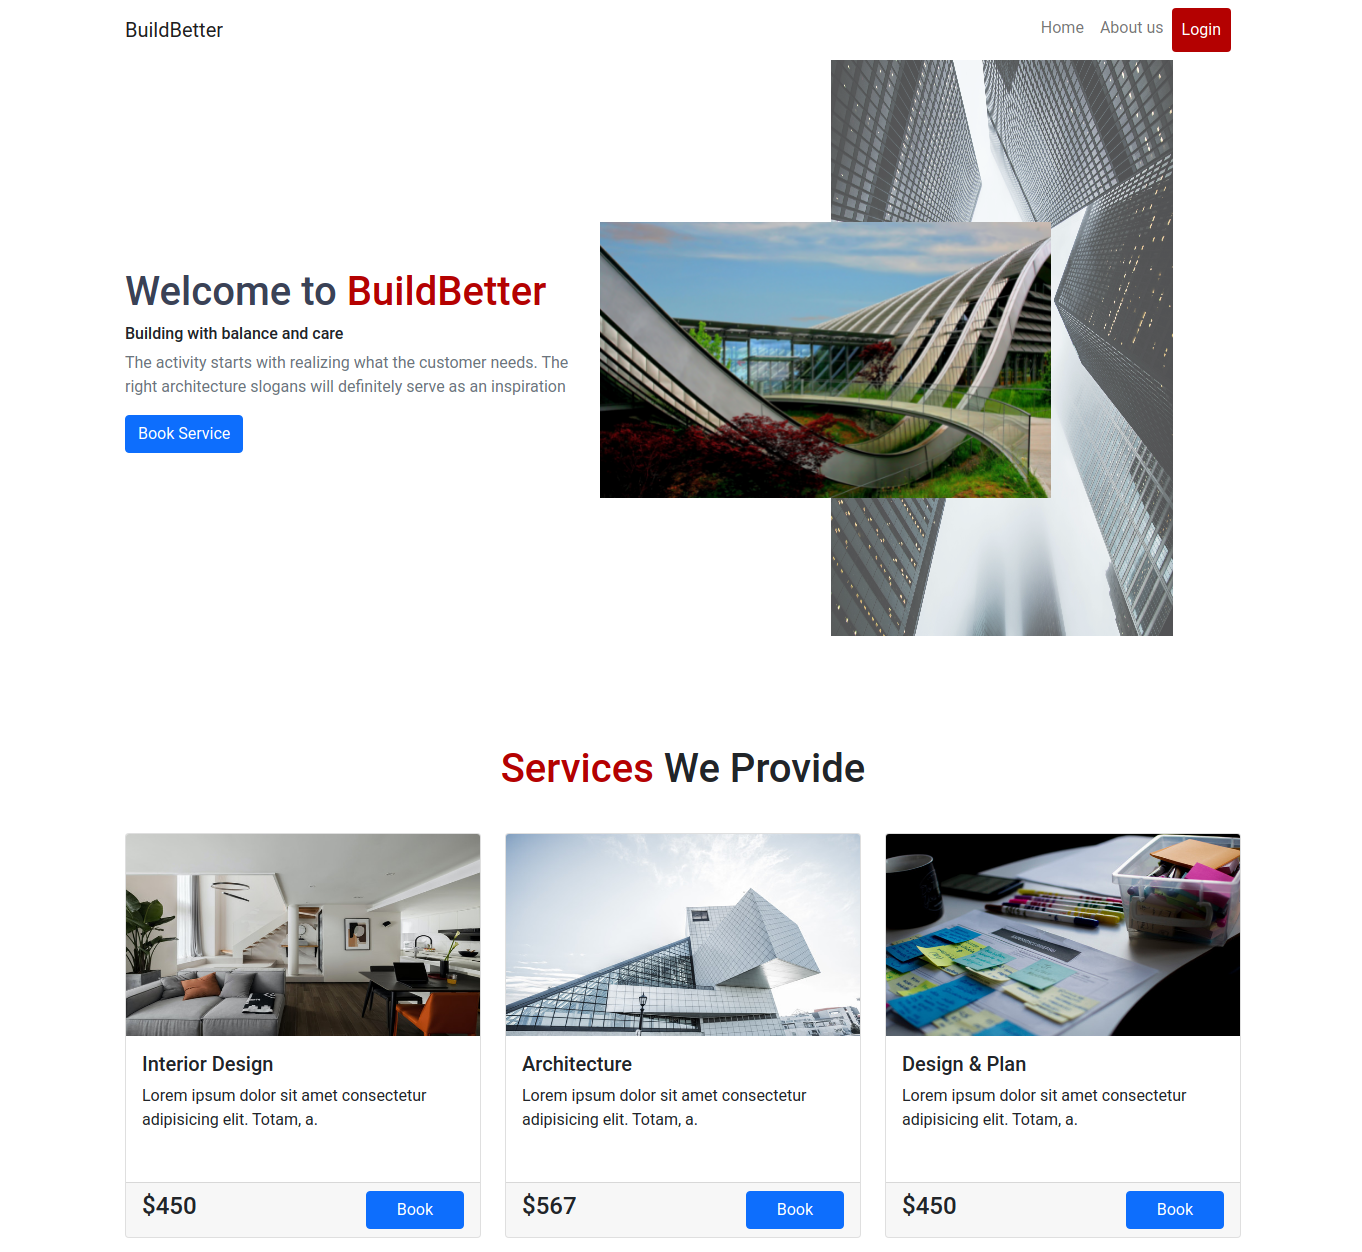 BuildBetter
Home About us Login
Welcome to BuildBetter
Building with balance and care
The activity starts with realizing what the customer needs. The
right architecture slogans will definitely serve as an inspiration
Book Service
Services We Provide
Interior Design
Lorem ipsum dolor sit amet consectetur
adipisicing elit. Totam, a.
$450 Book
Architecture
Lorem ipsum dolor sit amet consectetur
adipisicing elit. Totam, a.
$567 Book
Design & Plan
Lorem ipsum dolor sit amet consectetur
adipisicing elit. Totam, a.
$450 Book